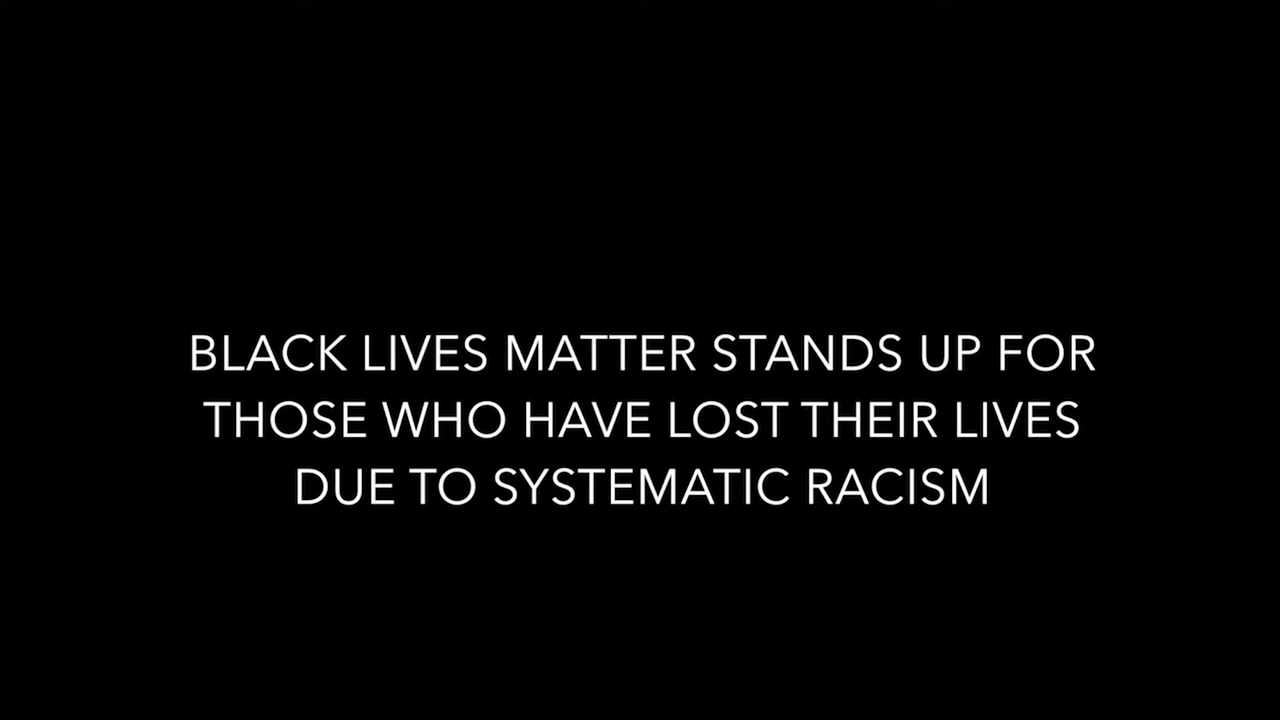 BLACK LIVES MATTER STANDS UP FOR
THOSE WHO HAVE LOST THEIR LIVES
DUE TO SYSTEMATIC RACISM